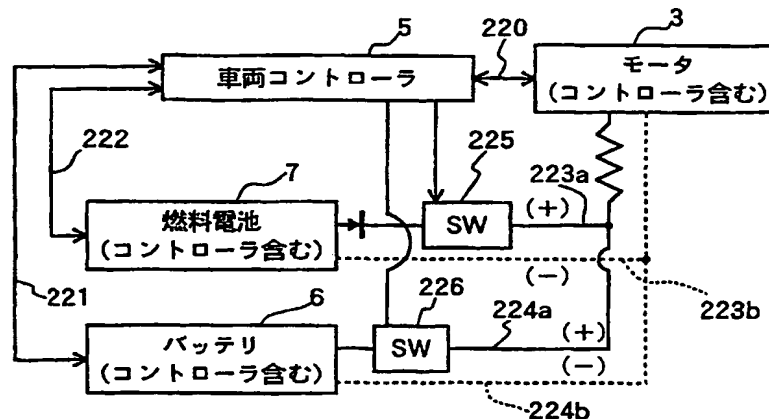 5
220
3
車両コントローラ
モータ
(コントローラ含む)
222
225
7
223a
燃料電池
(コントローラ含む)
SW
(+)
(-)
221
226
223b
6
224a
バッテリ
(コントローラ含む)
SW
(+)
(-)
224b